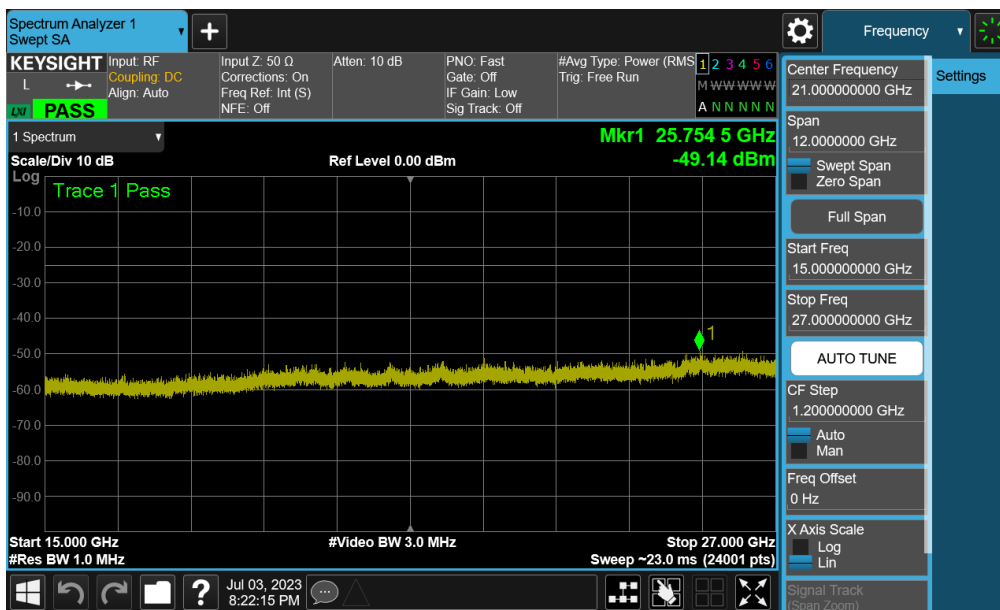 Spectrum Analyzer 1
Swept SA
+
Frequency
KEYSIGHT
L
LXI PASS
Input: RF
Coupling: DC
Align: Auto
Input Z: 50 Ω
Corrections: On
Freq Ref: Int (S)
NFE: Off
Atten: 10 dB
PNO: Fast
Gate: Off
IF Gain: Low
Sig Track: Off
#Avg Type: Power (RMS
Trig: Free Run
1 2 3 4 5 6
M W W W W W
A N N N N N
1 Spectrum
Scale/Div 10 dB
Ref Level 0.00 dBm
Mkr1 25.754 5 GHz
-49.14 dBm
Log
Trace 1 Pass
-10.0
-20.0
-30.0
-40.0
-50.0
-60.0
-70.0
-80.0
-90.0
1
Start 15.000 GHz
#Video BW 3.0 MHz
Stop 27.000 GHz
#Res BW 1.0 MHz
Sweep ~23.0 ms (24001 pts)
Jul 03, 2023
8:22:15 PM
?
Center Frequency
21.000000000 GHz
Span
12.0000000 GHz
Swept Span
Zero Span
Full Span
Start Freq
15.000000000 GHz
Stop Freq
27.000000000 GHz
AUTO TUNE
CF Step
1.200000000 GHz
Auto
Man
Freq Offset
0 Hz
X Axis Scale
Log
Lin
Signal Track
(Span Zoom)
Settings